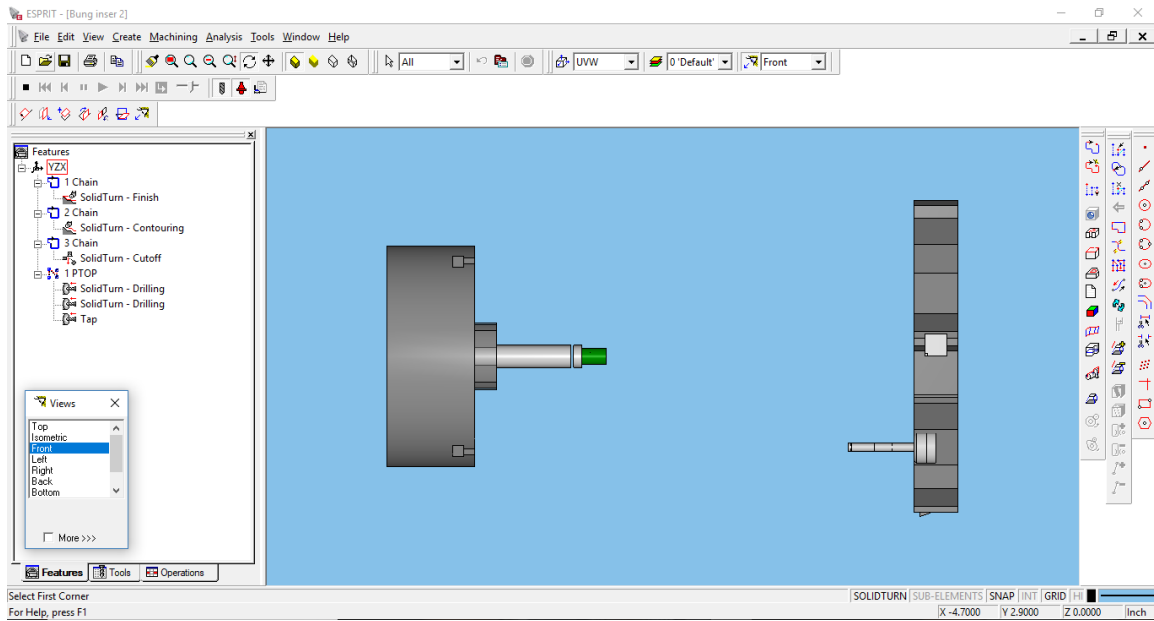 ESPRIT - [Bung inser 2]
File Edit View Create Machining Analysis Tools Window Help
All UVW 0 'Default' Front
Features
YZX
1 Chain
SolidTurn - Finish
2 Chain
SolidTurn - Contouring
3 Chain
SolidTurn - Cutoff
1 PTOP
SolidTurn - Drilling
SolidTurn - Drilling
Tap
Views
Top
Isometric
Front
Left
Right
Back
Bottom
More >>>
Features Tools Operations
Select First Corner SOLIDTURN SUB-ELEMENTS SNAP INT GRID HI
For Help, press F1 X -4.7000 Y 2.9000 Z 0.0000 Inch